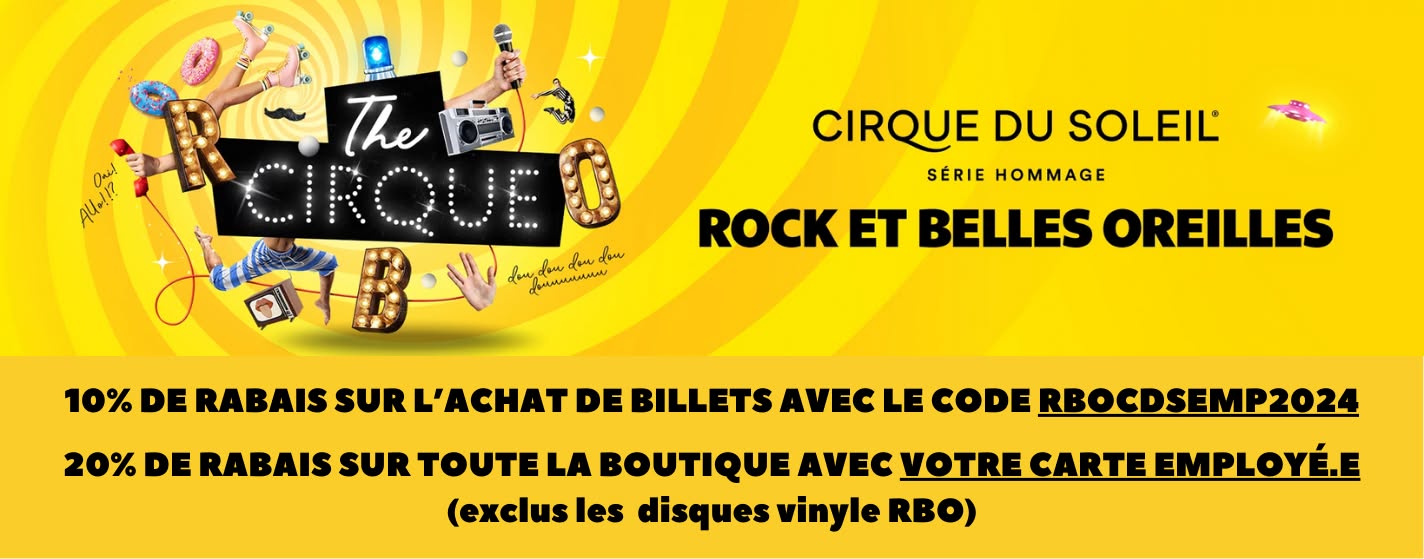 The
CIRQUE
R
O
B
Oui!
Allo!!?
dou dou dou dou
douuuuuuuu
CIRQUE DU SOLEIL®
SÉRIE HOMMAGE
ROCK ET BELLES OREILLES
10% DE RABAIS SUR L’ACHAT DE BILLETS AVEC LE CODE RBOCDSEMP2024
20% DE RABAIS SUR TOUTE LA BOUTIQUE AVEC VOTRE CARTE EMPLOYÉ.E
(exclus les disques vinyle RBO)